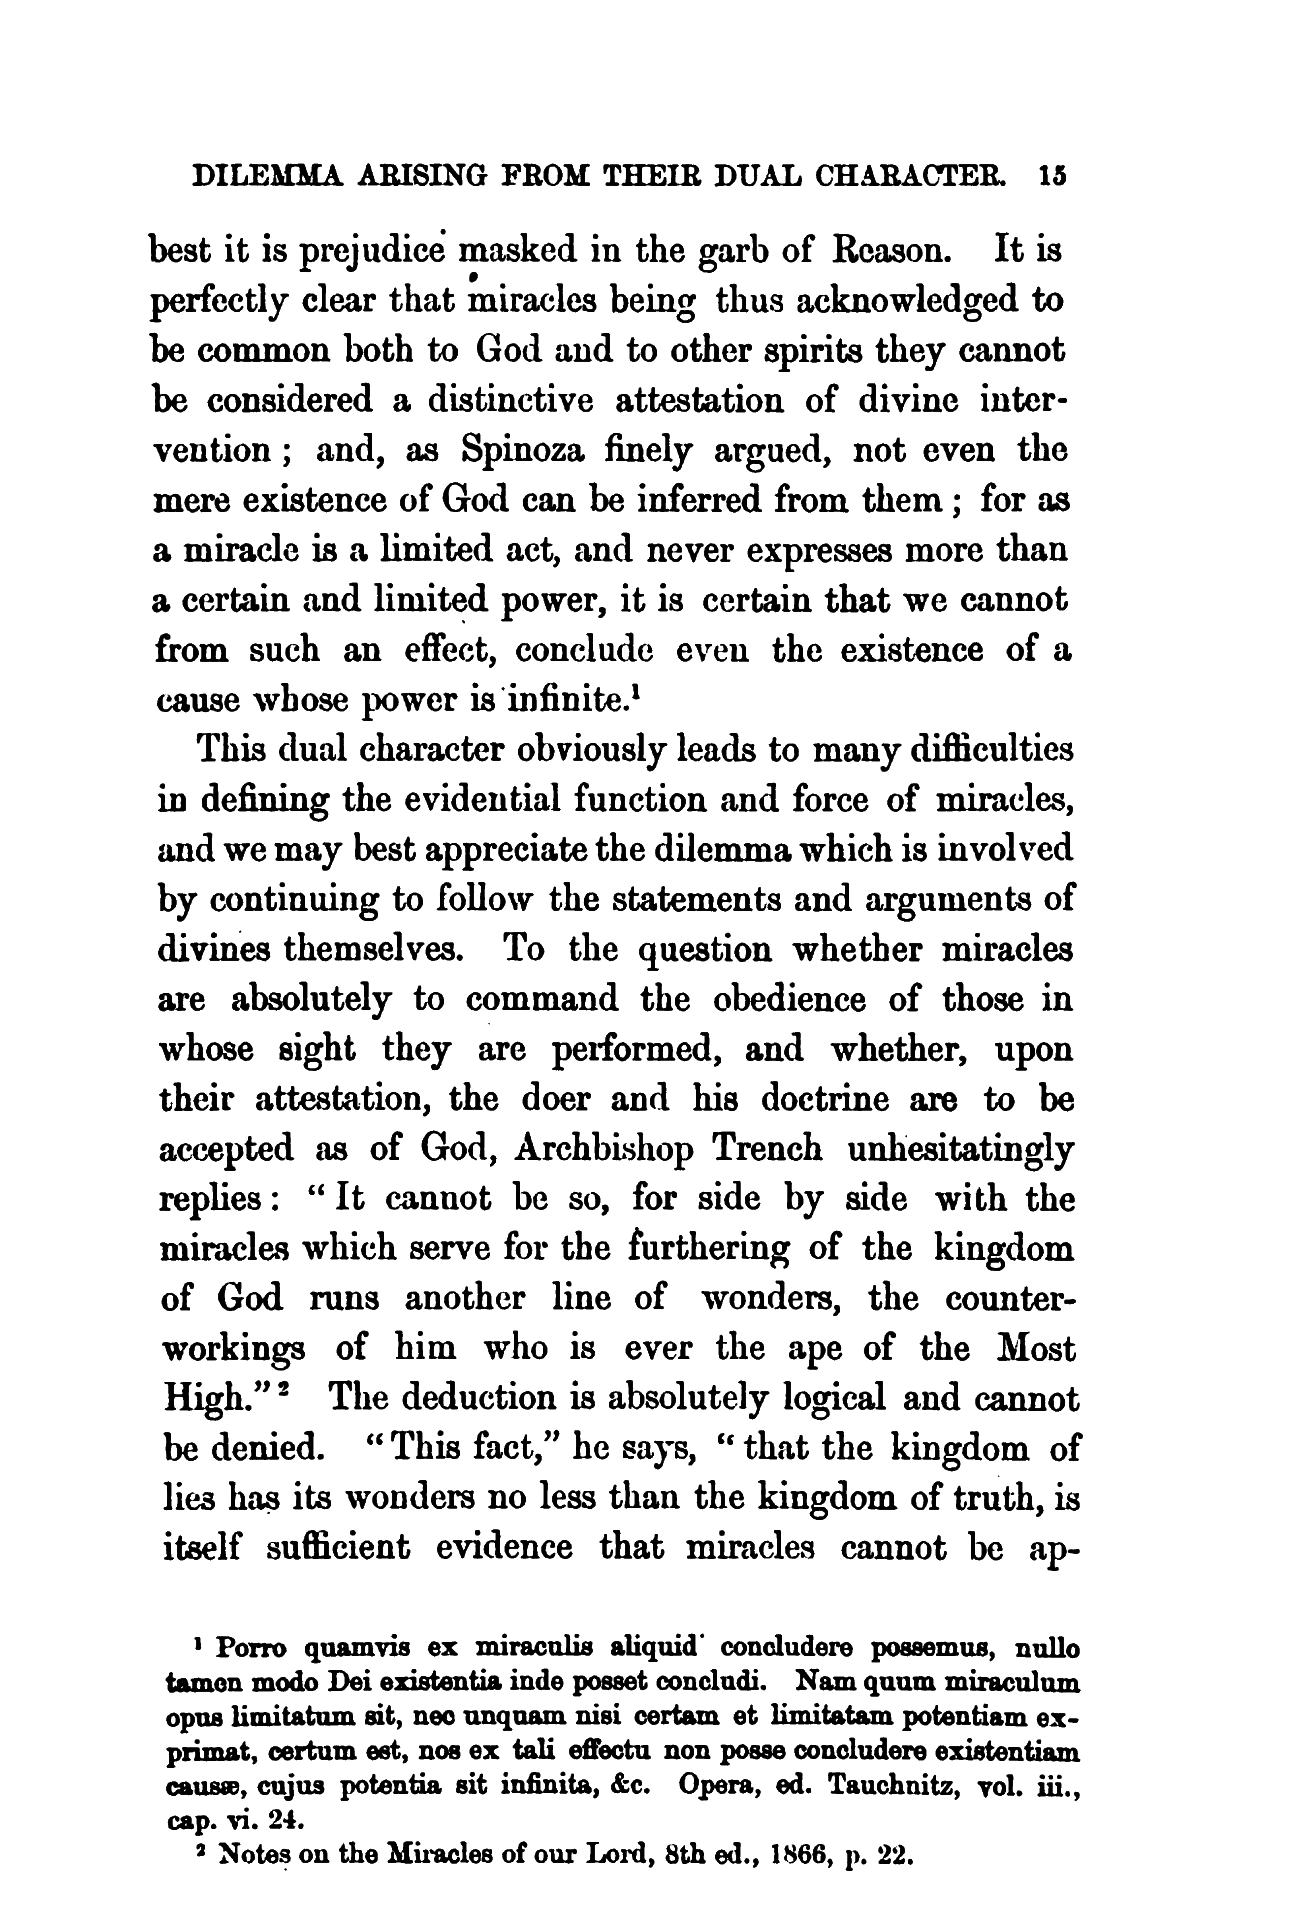 DILEMMA ARISING FROM THEIR DUAL CHARACTER. 15
best it is prejudice masked in the garb of Reason. It is
perfectly clear that miracles being thus acknowledged to
be common both to God and to other spirits they cannot
be considered a distinctive attestation of divine inter-
vention ; and, as Spinoza finely argued, not even the
mere existence of God can be inferred from them ; for as
a miracle is a limited act, and never expresses more than
a certain and limited power, it is certain that we cannot
from such an effect, conclude even the existence of a
cause whose power is infinite.¹
This dual character obviously leads to many difficulties
in defining the evidential function and force of miracles,
and we may best appreciate the dilemma which is involved
by continuing to follow the statements and arguments of
divines themselves. To the question whether miracles
are absolutely to command the obedience of those in
whose sight they are performed, and whether, upon
their attestation, the doer and his doctrine are to be
accepted as of God, Archbishop Trench unhesitatingly
replies : “ It cannot be so, for side by side with the
miracles which serve for the furthering of the kingdom
of God runs another line of wonders, the counter-
workings of him who is ever the ape of the Most
High.” ² The deduction is absolutely logical and cannot
be denied. “ This fact,” he says, “ that the kingdom of
lies has its wonders no less than the kingdom of truth, is
itself sufficient evidence that miracles cannot be ap-
¹ Porro quamvis ex miraculis aliquid concludere possemus, nullo
tamen modo Dei existentia inde posset concludi. Nam quum miraculum
opus limitatum sit, nec unquam nisi certam et limitatam potentiam ex-
primat, certum est, nos ex tali effectu non posse concludere existentiam
causæ, cujus potentia sit infinita, &c. Opera, ed. Tauchnitz, vol. iii.,
cap. vi. 24.
² Notes on the Miracles of our Lord, 8th ed., 1866, p. 22.